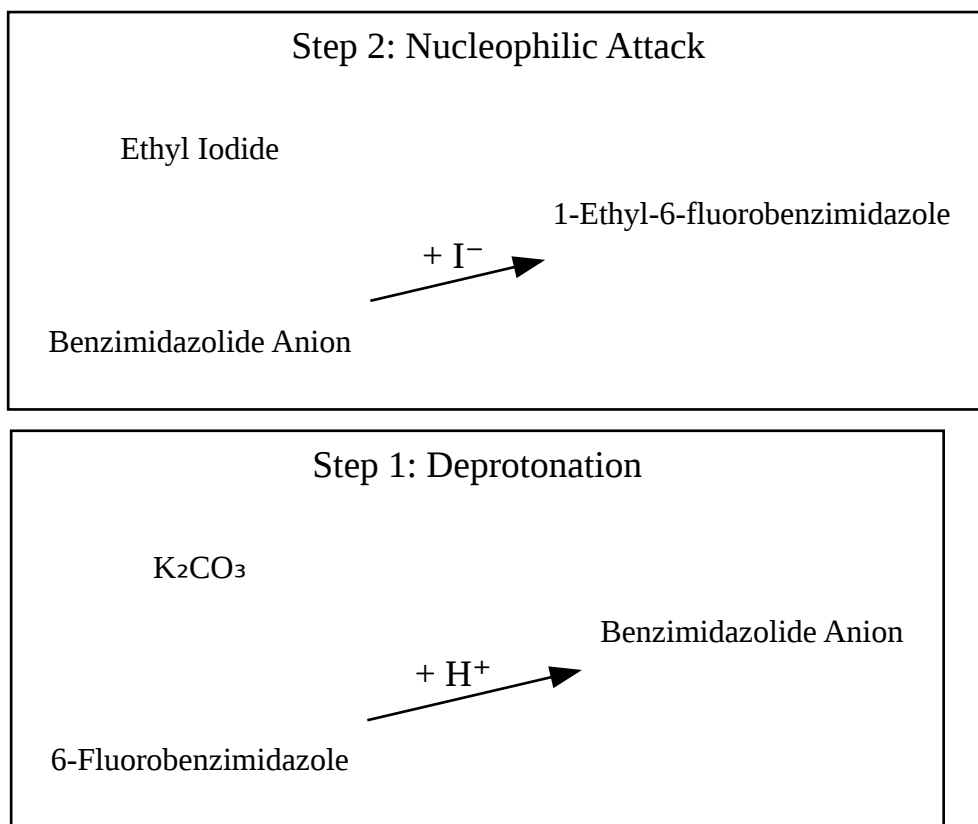 Step 2: Nucleophilic Attack
Ethyl Iodide
1-Ethyl-6-fluorobenzimidazole
+ I⁻
Benzimidazolide Anion
Step 1: Deprotonation
K₂CO₃
Benzimidazolide Anion
+ H⁺
6-Fluorobenzimidazole